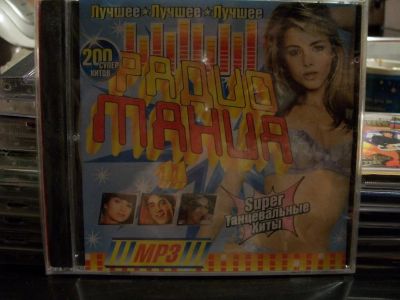 Лучшее★Лучшее★Лучшее
200
СУПЕР
ХИТОВ
РАДИО
МАНИЯ
Super
Танцевальные
Хиты
MP3